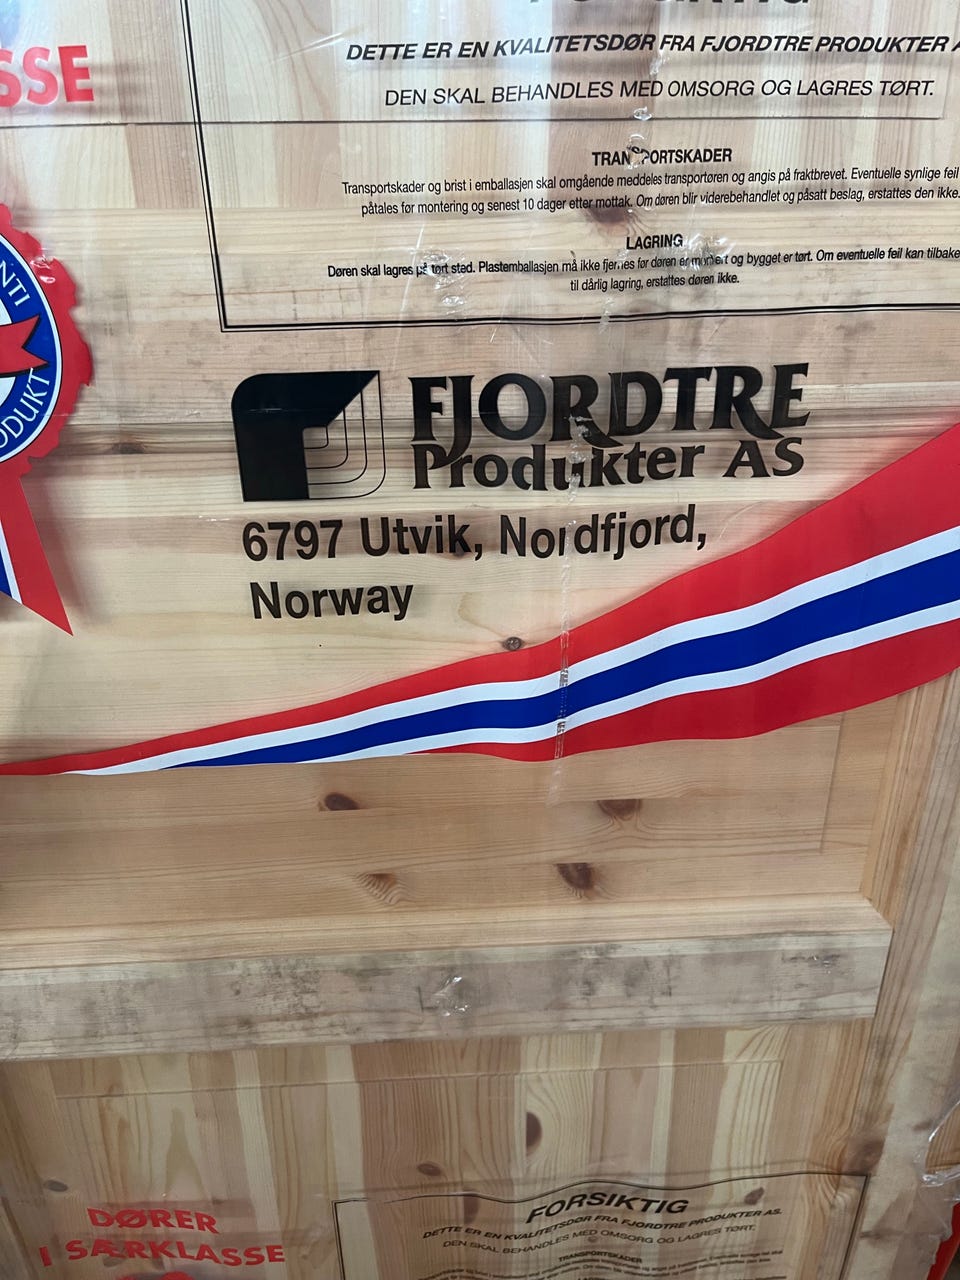 SSE
DETTE ER EN KVALITETSDØR FRA FJORDTRE PRODUKTER
DEN SKAL BEHANDLES MED OMSORG OG LAGRES TØRT.
TRANSPORTSKADER
Transportskader og brist i emballasjen skal omgående meddeles transportøren og angis på fraktbrevet. Eventuelle synlige feil
påtales før montering og senest 10 dager etter mottak. Om døren blir viderebehandlet og påsatt beslag, erstattes den ikke.
LAGRING
Døren skal lagres på tørt sted. Plastemballasjen må ikke fjernes før døren er montert og bygget er tørt. Om eventuelle feil kan tilbake
til dårlig lagring, erstattes døren ikke.
NTI
ODUKT
FJORDTRE
Produkter AS
6797 Utvik, Nordfjord,
Norway
DØRER
I SÆRKLASSE
FORSIKTIG
DETTE ER EN KVALITETSDØR FRA FJORDTRE PRODUKTER AS.
DEN SKAL BEHANDLES MED OMSORG OG LAGRES TØRT.
TRANSPORTSKADER